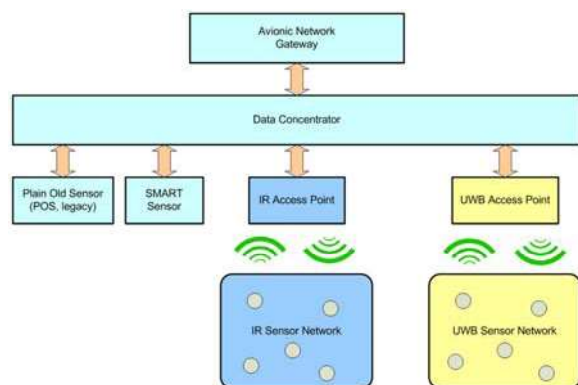 Avionic Network
Gateway
Data Concentrator
Plain Old Sensor
(POS, legacy)
SMART
Sensor
IR Access Point
UWB Access Point
IR Sensor Network
UWB Sensor Network